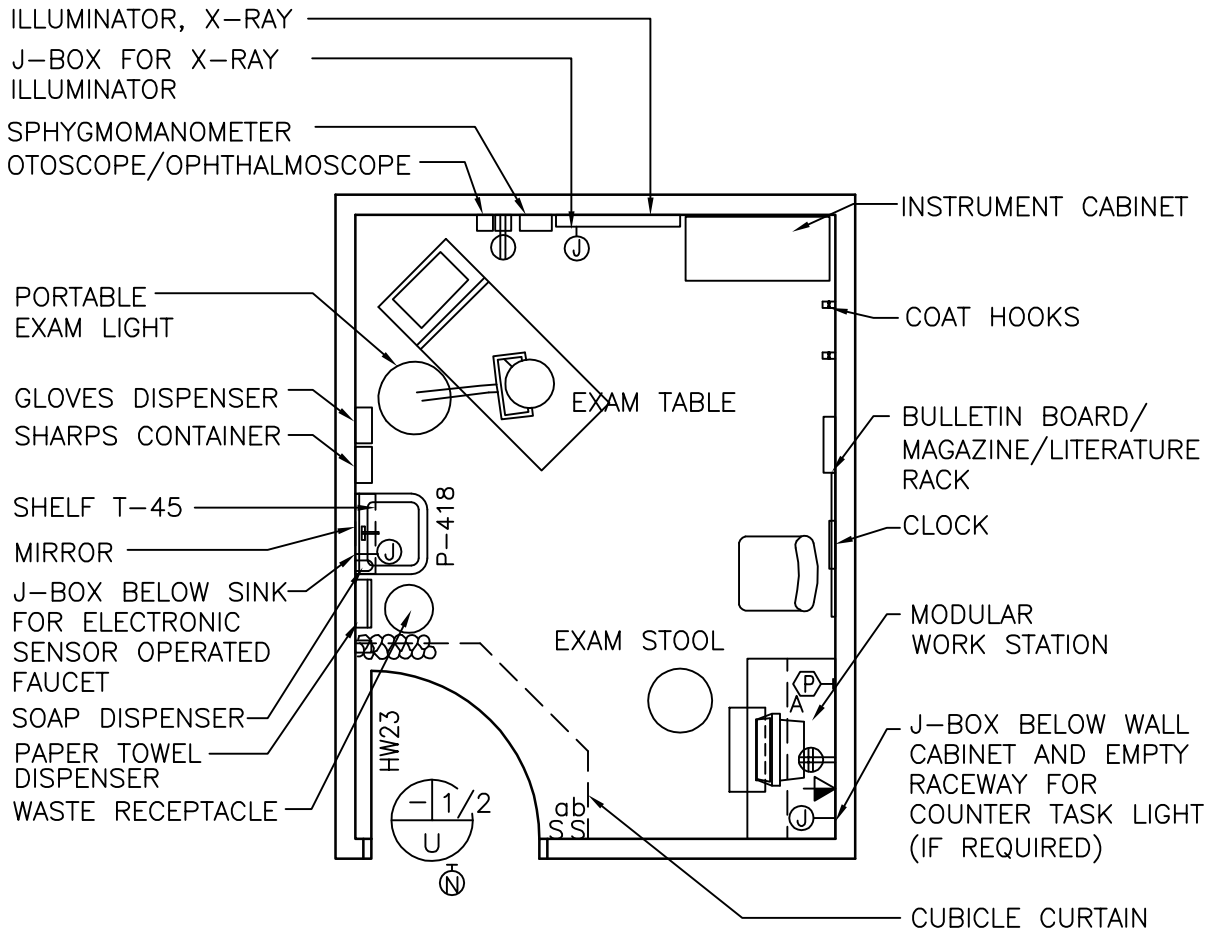 ILLUMINATOR, X-RAY
J-BOX FOR X-RAY
ILLUMINATOR
SPHYGMOMANOMETER
OTOSCOPE/OPHTHALMOSCOPE
INSTRUMENT CABINET
J
PORTABLE
EXAM LIGHT
COAT HOOKS
GLOVES DISPENSER
SHARPS CONTAINER
EXAM TABLE
BULLETIN BOARD/
MAGAZINE/LITERATURE
RACK
SHELF T-45
MIRROR
P-418
J
CLOCK
J-BOX BELOW SINK
FOR ELECTRONIC
SENSOR OPERATED
FAUCET
SOAP DISPENSER
PAPER TOWEL
DISPENSER
WASTE RECEPTACLE
EXAM STOOL
MODULAR
WORK STATION
P
A
HW23
- 1/2
U
N
ab
SS
J
J-BOX BELOW WALL
CABINET AND EMPTY
RACEWAY FOR
COUNTER TASK LIGHT
(IF REQUIRED)
CUBICLE CURTAIN